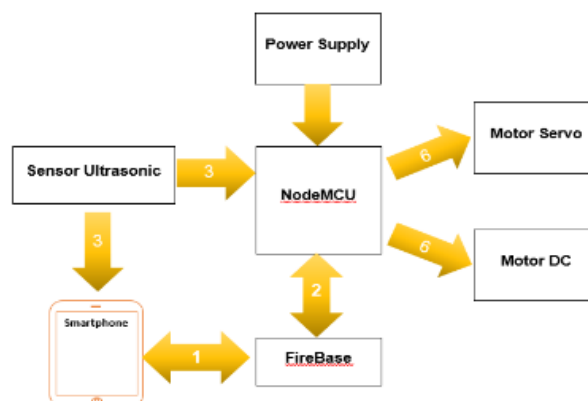 Power Supply
Motor Servo
6
Sensor Ultrasonic
3
NodeMCU
3
6
Motor DC
2
Smartphone
1
FireBase